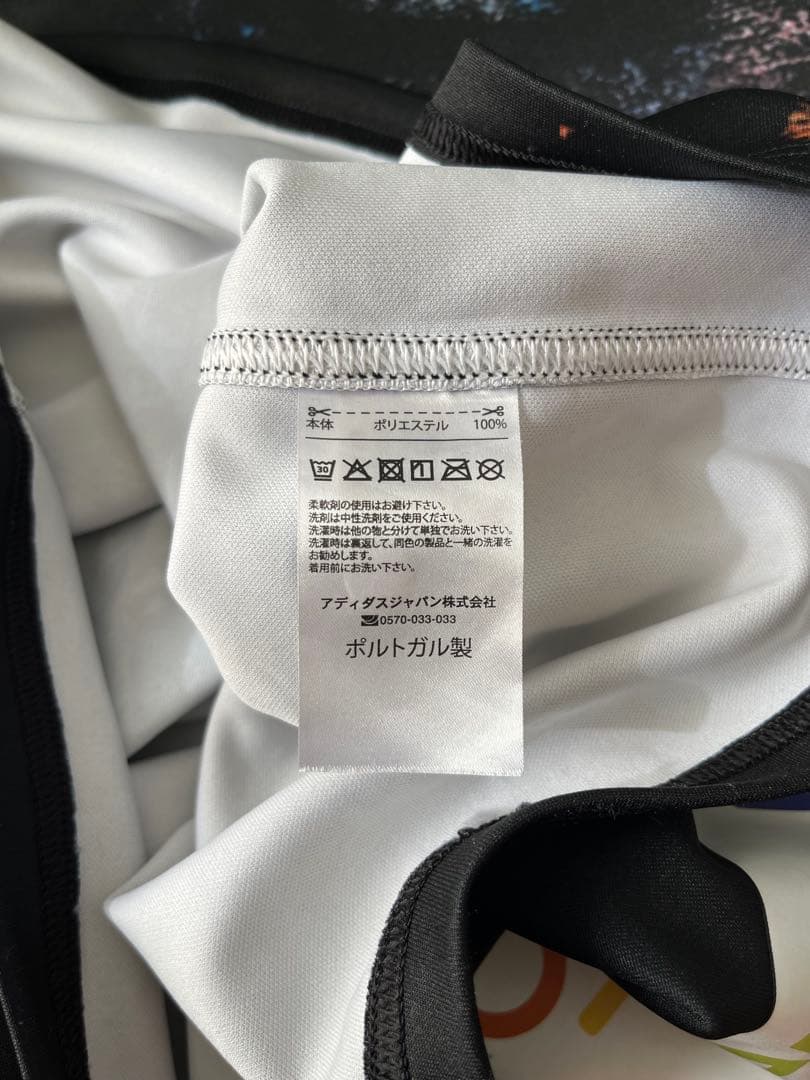 本体 ポリエステル 100%
30
柔軟剤の使用はお避け下さい。
洗剤は中性洗剤をご使用ください。
洗濯時は他の物と分けて単独でお洗い下さい。
洗濯時は裏返して、同色の製品と一緒の洗濯を
お勧めします。
着用前にお洗い下さい。
アディダスジャパン株式会社
0570-033-033
ポルトガル製